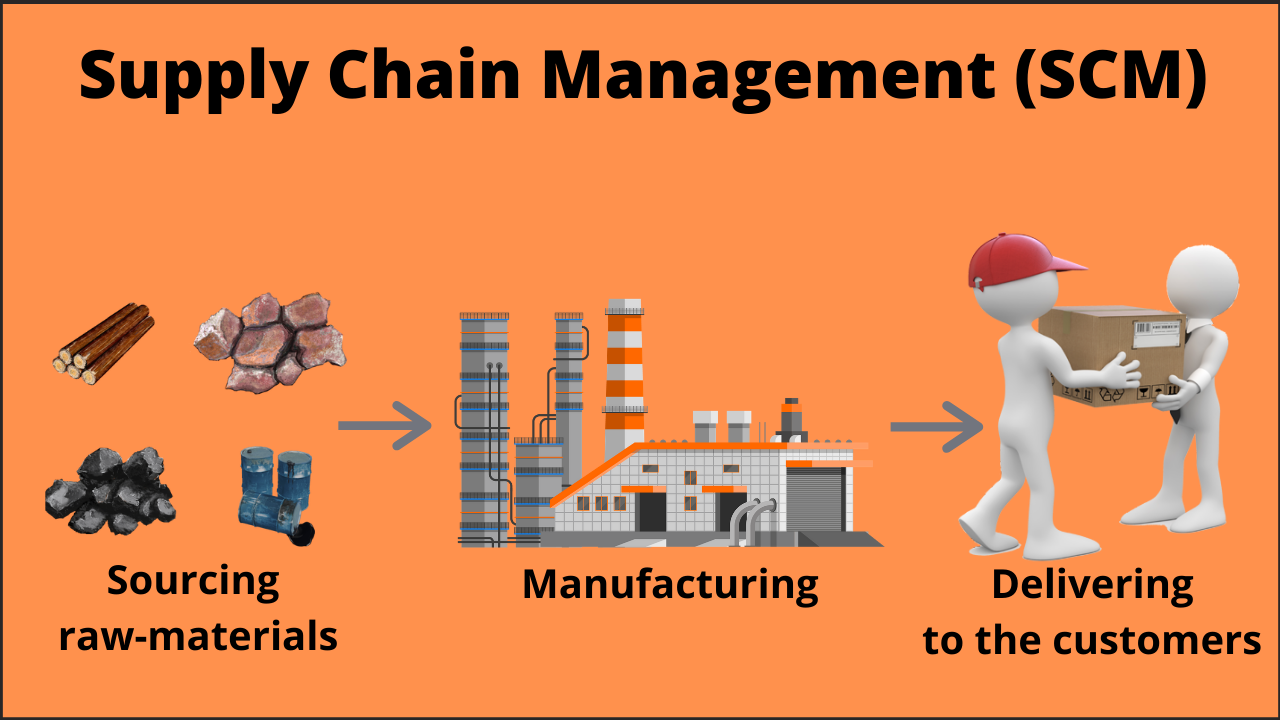 Supply Chain Management (SCM)
Sourcing
raw-materials
Manufacturing
Delivering
to the customers